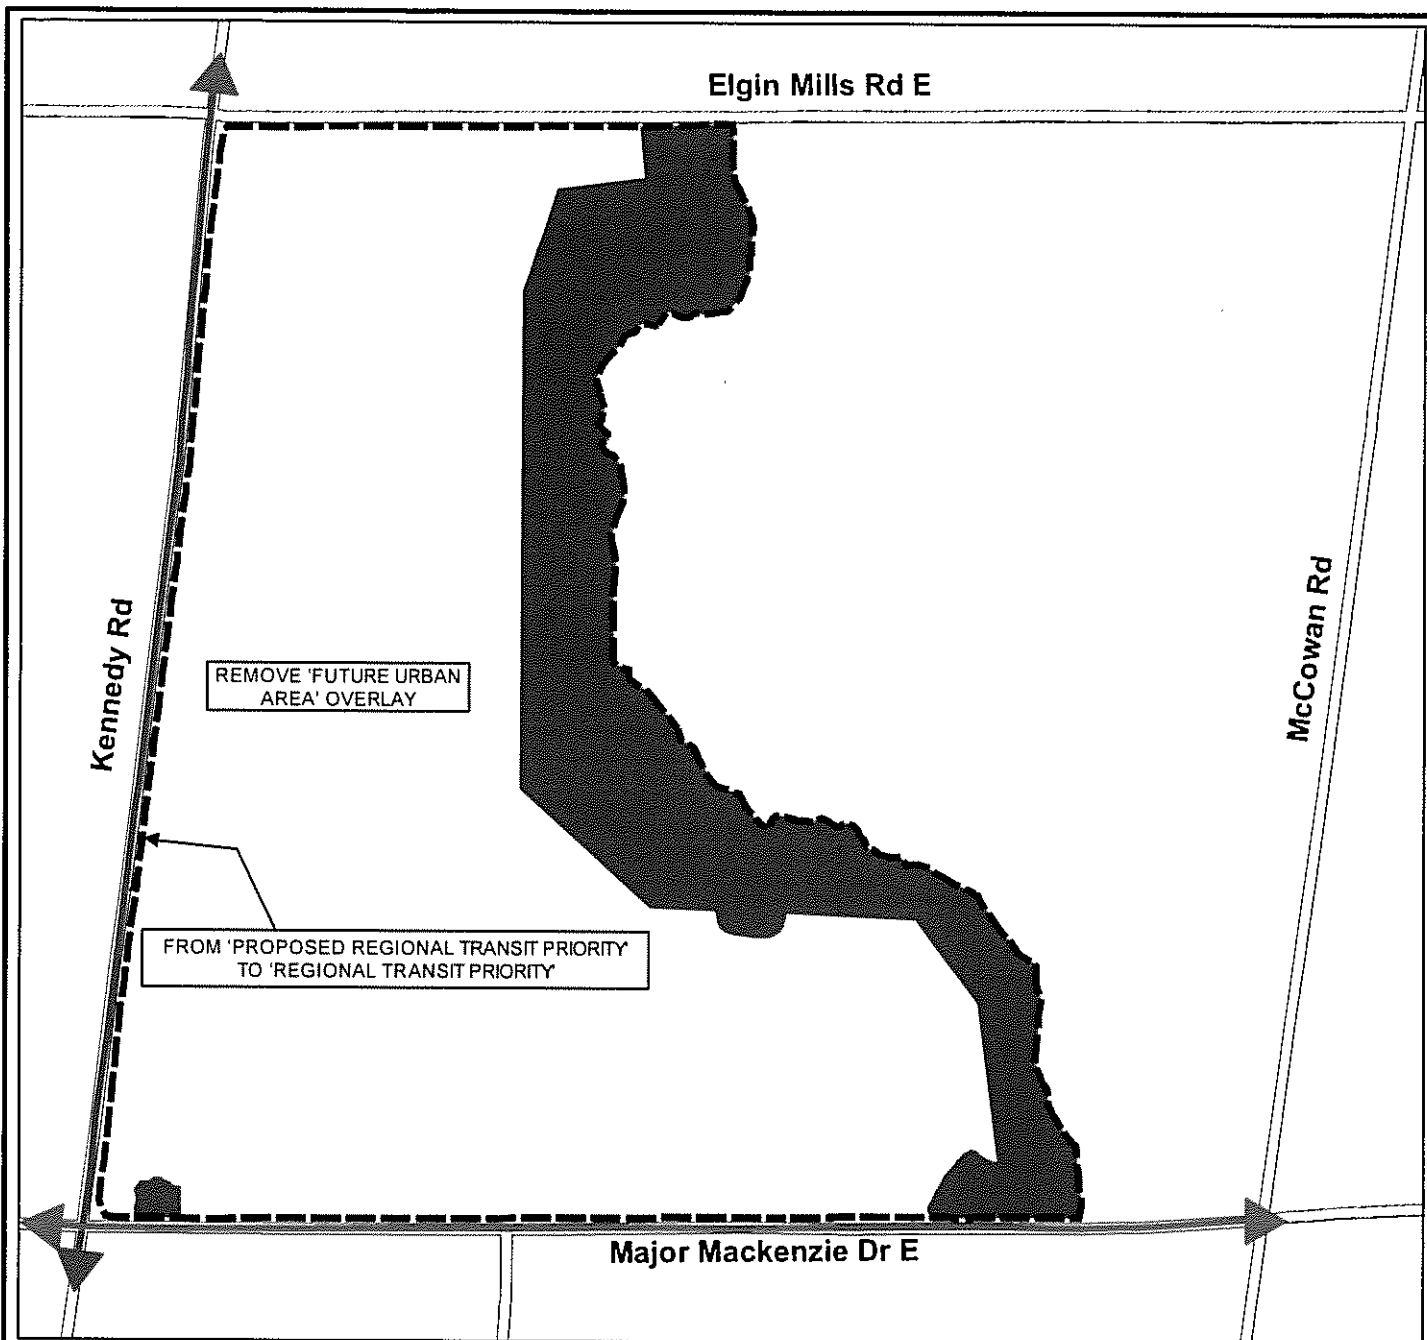 Elgin Mills Rd E
Kennedy Rd
REMOVE 'FUTURE URBAN
AREA' OVERLAY
McCowan Rd
FROM 'PROPOSED REGIONAL TRANSIT PRIORITY'
TO 'REGIONAL TRANSIT PRIORITY'
Major Mackenzie Dr E